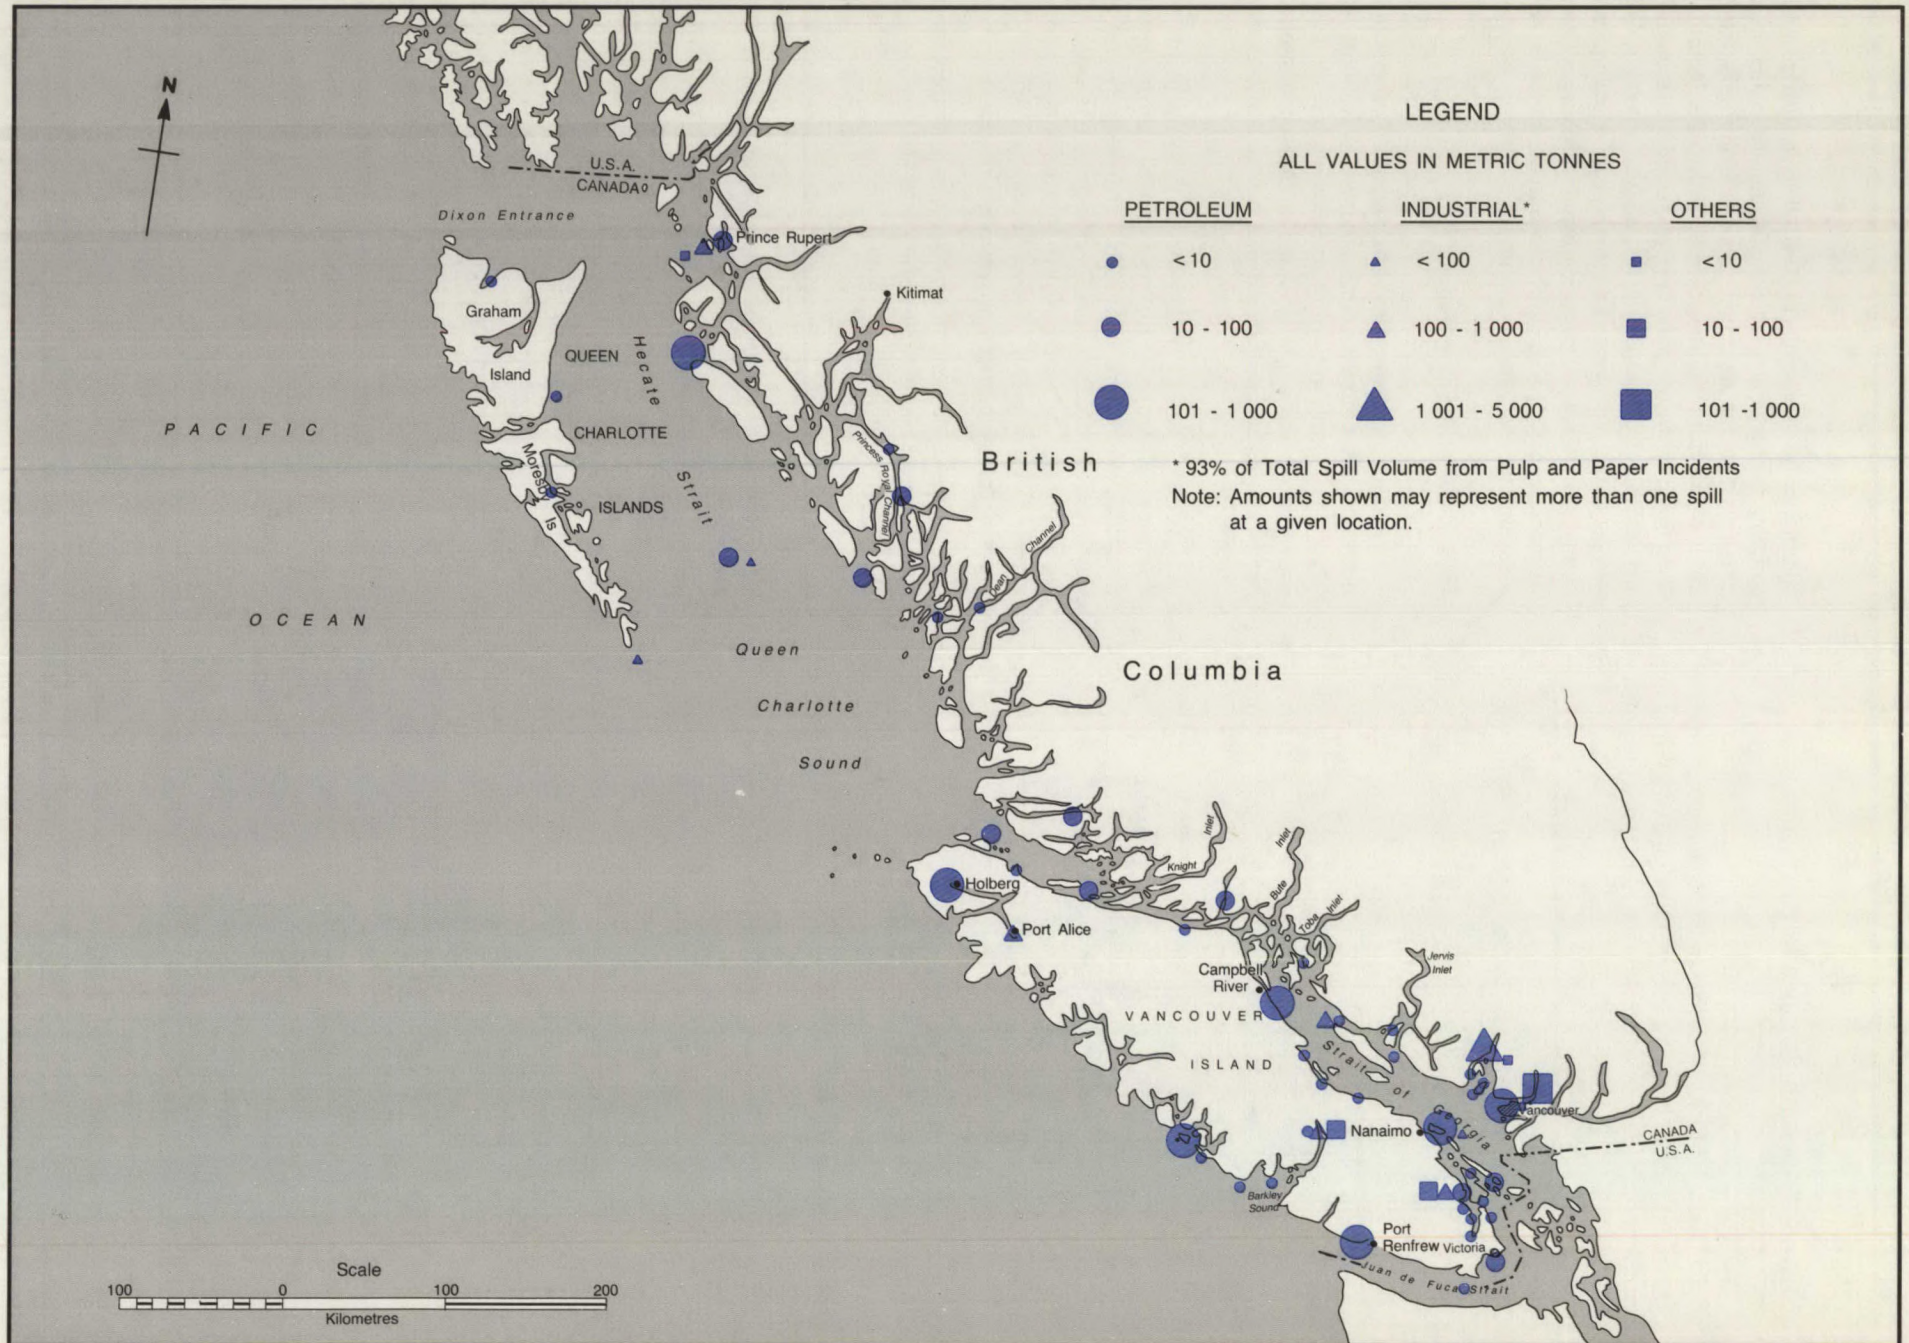 N
LEGEND
ALL VALUES IN METRIC TONNES
PETROLEUM INDUSTRIAL* OTHERS
<10 <100 <10
10 - 100 100 - 1 000 10 - 100
101 - 1 000 1 001 - 5 000 101 -1 000
* 93% of Total Spill Volume from Pulp and Paper Incidents
Note: Amounts shown may represent more than one spill
at a given location.
U.S.A.
CANADA
Dixon Entrance
Prince Rupert
Kitimat
Graham
Island
QUEEN
CHARLOTTE
ISLANDS
Moresby Is
Hecate
Strait
PACIFIC
OCEAN
Princess Royal Channel
British
Columbia
Dean Channel
Queen
Charlotte
Sound
Holberg
Port Alice
Knight Inlet
Bute Inlet
Toba Inlet
Jervis
Inlet
Campbell
River
VANCOUVER
ISLAND
Strait of Georgia
Vancouver
Nanaimo
CANADA
U.S.A.
Barkley
Sound
Port
Renfrew
Victoria
Juan de Fuca Strait
Scale
100 0 100 200
Kilometres